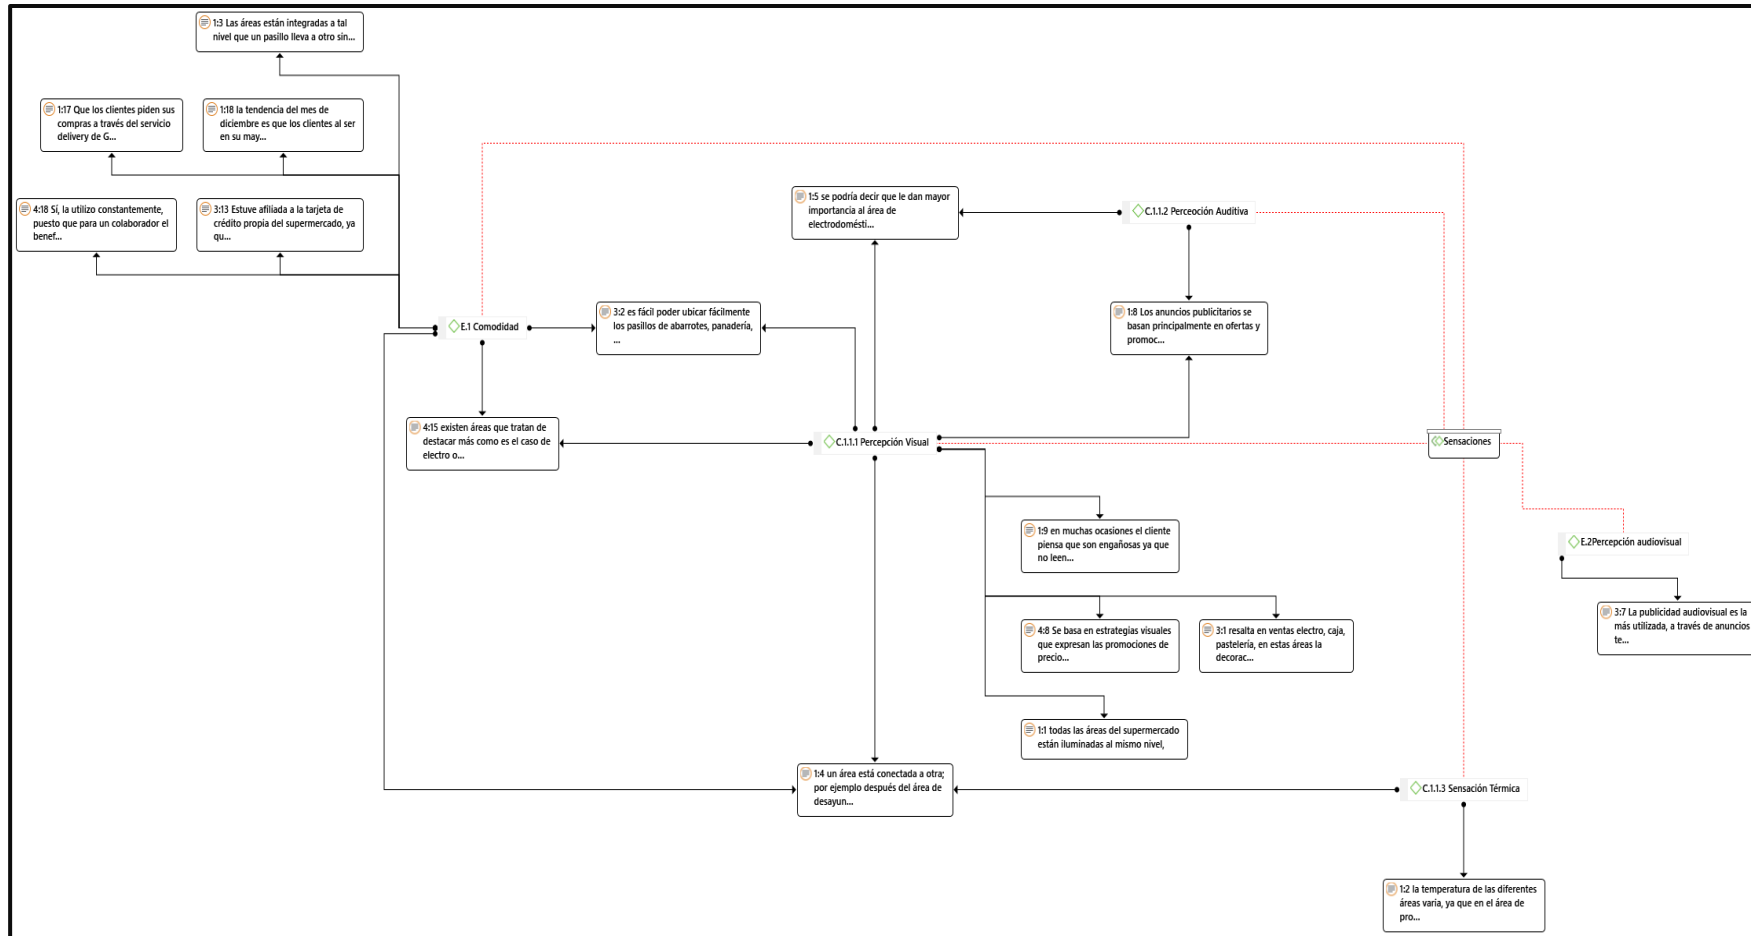 1:3 Las áreas están integradas a tal
nivel que un pasillo lleva a otro sin...
1:17 Que los clientes piden sus
compras a través del servicio
delivery de G...
1:18 la tendencia del mes de
diciembre es que los clientes al ser
en su may...
4:18 Sí, la utilizo constantemente,
puesto que para un colaborador el
benef...
3:13 Estuve afiliada a la tarjeta de
crédito propia del supermercado, ya
qu...
1:5 se podría decir que le dan mayor
importancia al área de
electrodomésti...
C.1.1.2 Perceoción Auditiva
E.1 Comodidad
3:2 es fácil poder ubicar fácilmente
los pasillos de abarrotes, panadería,
...
1:8 Los anuncios publicitarios se
basan principalmente en ofertas y
promoc...
4:15 existen áreas que tratan de
destacar más como es el caso de
electro o...
C.1.1.1 Percepción Visual
Sensaciones
1:9 en muchas ocasiones el cliente
piensa que son engañosas ya que
no leen...
E.2Percepción audiovisual
4:8 Se basa en estrategias visuales
que expresan las promociones de
precio...
3:1 resalta en ventas electro, caja,
pastelería, en estas áreas la
decorac...
3:7 La publicidad audiovisual es la
más utilizada, a través de anuncios
te...
1:1 todas las áreas del supermercado
están iluminadas al mismo nivel,
1:4 un área está conectada a otra;
por ejemplo después del área de
desayun...
C.1.1.3 Sensación Térmica
1:2 la temperatura de las diferentes
áreas varia, ya que en el área de
pro...